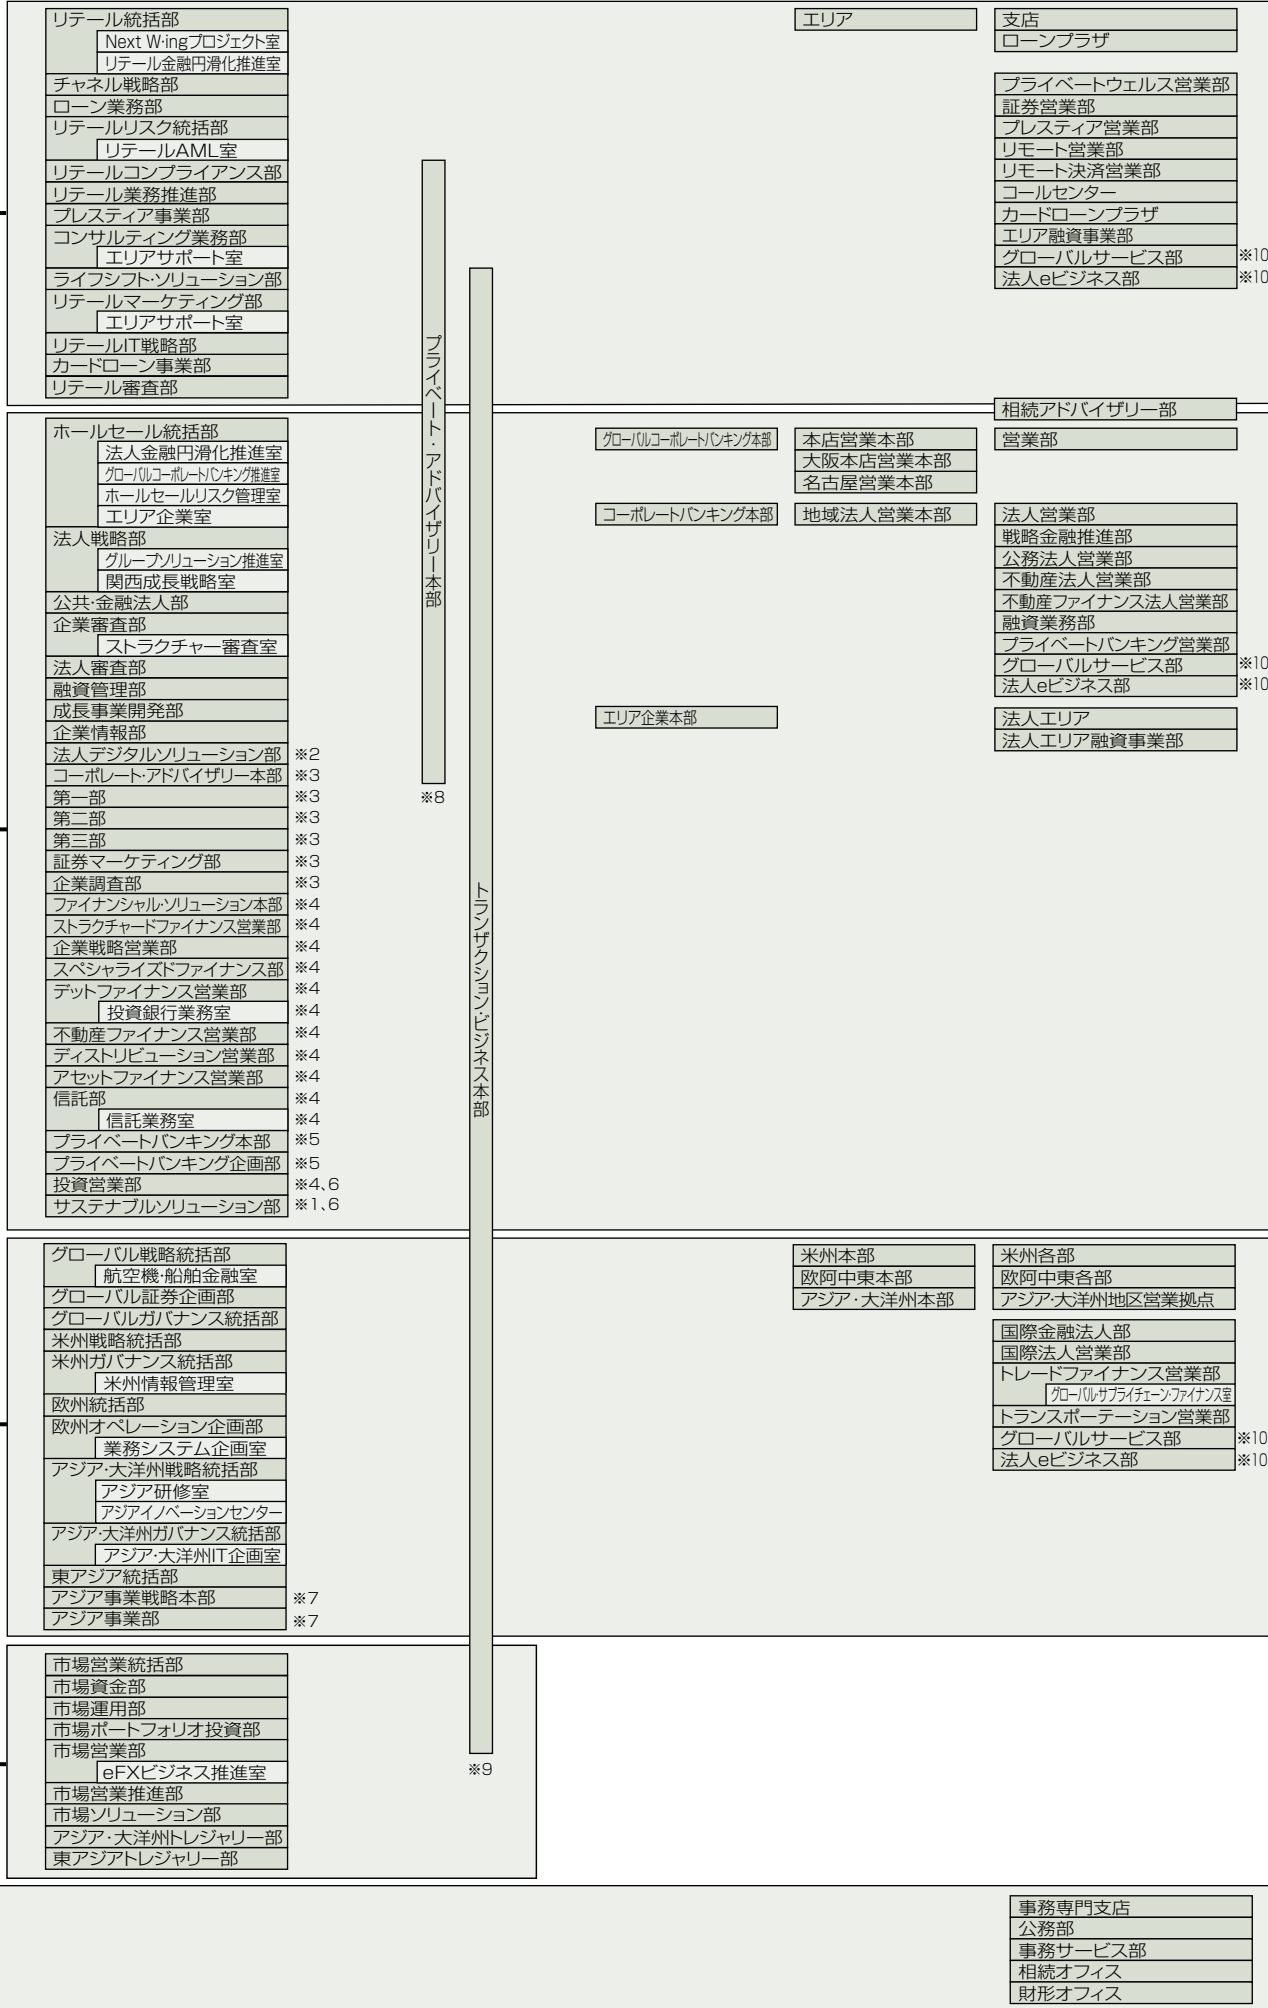 リテール統括部
Next W·ingプロジェクト室
リテール金融円滑化推進室
チャネル戦略部
ローン業務部
リテールリスク統括部
リテールAML室
リテールコンプライアンス部
リテール業務推進部
プレスティア事業部
コンサルティング業務部
エリアサポート室
ライフシフト·ソリューション部
リテールマーケティング部
エリアサポート室
リテールIT戦略部
カードローン事業部
リテール審査部
エリア
支店
ローンプラザ
プライベートウェルス営業部
証券営業部
プレスティア営業部
リモート営業部
リモート決済営業部
コールセンター
カードローンプラザ
エリア融資事業部
グローバルサービス部 ※10
法人eビジネス部 ※10
相続アドバイザリー部
プライベート・アドバイザリー本部
※8
トランザクション·ビジネス本部
※9
ホールセール統括部
法人金融円滑化推進室
グローバルコーポレートバンキング推進室
ホールセールリスク管理室
エリア企業室
法人戦略部
グループソリューション推進室
関西成長戦略室
公共·金融法人部
企業審査部
ストラクチャー審査室
法人審査部
融資管理部
成長事業開発部
企業情報部
法人デジタルソリューション部 ※2
コーポレート·アドバイザリー本部 ※3
第一部 ※3
第二部 ※3
第三部 ※3
証券マーケティング部 ※3
企業調査部 ※3
ファイナンシャル·ソリューション本部 ※4
ストラクチャードファイナンス営業部 ※4
企業戦略営業部 ※4
スペシャライズドファイナンス部 ※4
デットファイナンス営業部 ※4
投資銀行業務室 ※4
不動産ファイナンス営業部 ※4
ディストリビューション営業部 ※4
アセットファイナンス営業部 ※4
信託部 ※4
信託業務室 ※4
プライベートバンキング本部 ※5
プライベートバンキング企画部 ※5
投資営業部 ※4、6
サステナブルソリューション部 ※1、6
グローバルコーポレートバンキング本部
本店営業本部
大阪本店営業本部
名古屋営業本部
営業部
コーポレートバンキング本部
地域法人営業本部
法人営業部
戦略金融推進部
公務法人営業部
不動産法人営業部
不動産ファイナンス法人営業部
融資業務部
プライベートバンキング営業部
グローバルサービス部 ※10
法人eビジネス部 ※10
エリア企業本部
法人エリア
法人エリア融資事業部
グローバル戦略統括部
航空機·船舶金融室
グローバル証券企画部
グローバルガバナンス統括部
米州戦略統括部
米州ガバナンス統括部
米州情報管理室
欧州統括部
欧州オペレーション企画部
業務システム企画室
アジア·大洋州戦略統括部
アジア研修室
アジアイノベーションセンター
アジア·大洋州ガバナンス統括部
アジア·大洋州IT企画室
東アジア統括部
アジア事業戦略本部 ※7
アジア事業部 ※7
米州本部
欧阿中東本部
アジア・大洋州本部
米州各部
欧阿中東各部
アジア·大洋州地区営業拠点
国際金融法人部
国際法人営業部
トレードファイナンス営業部
グローバル·サプライチェーン·ファイナンス室
トランスポーテーション営業部
グローバルサービス部 ※10
法人eビジネス部 ※10
市場営業統括部
市場資金部
市場運用部
市場ポートフォリオ投資部
市場営業部
eFXビジネス推進室
市場営業推進部
市場ソリューション部
アジア・大洋州トレジャリー部
東アジアトレジャリー部
事務専門支店
公務部
事務サービス部
相続オフィス
財形オフィス